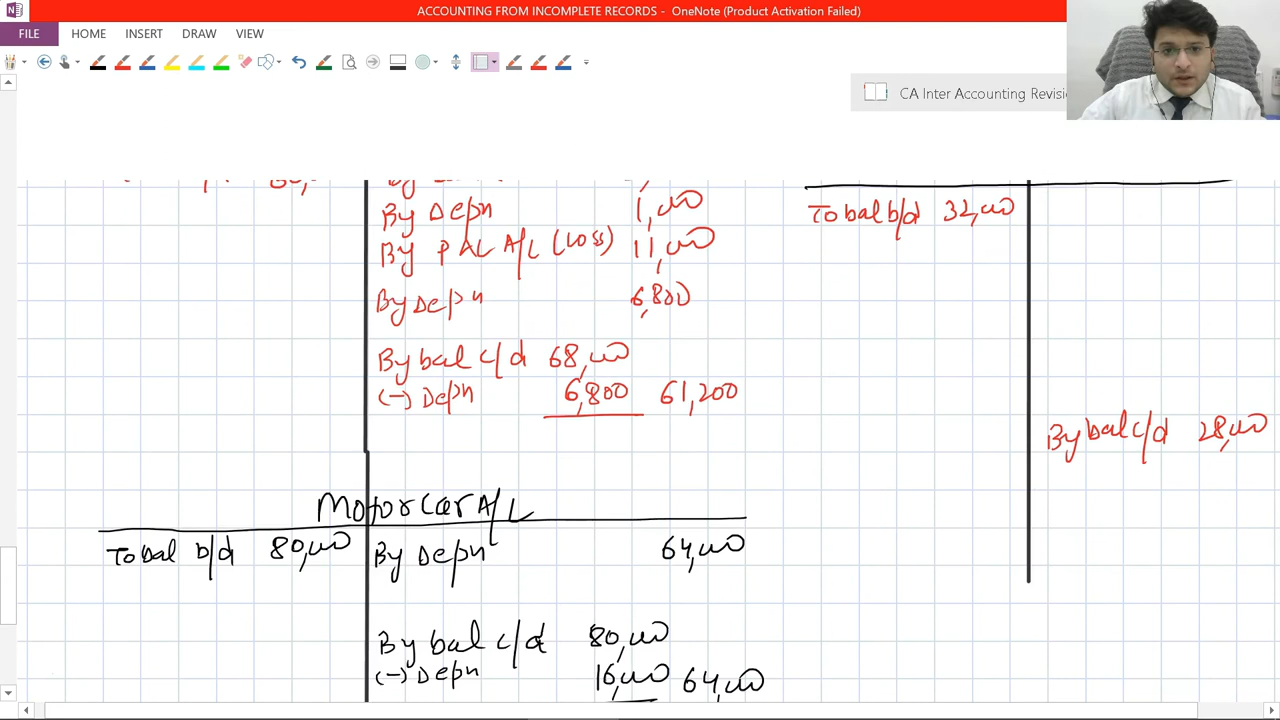 ACCOUNTING FROM INCOMPLETE RECORDS - OneNote (Product Activation Failed)
FILE HOME INSERT DRAW VIEW
CA Inter Accounting Revisi
By Depn 1,000
By P &L A/L (Loss) 11,000
By Depn 6,800
By bal c/d 68,000
(-) Depn 6,800 61,200
To bal b/d 32,000
By bal c/d 28,000
Motor Car A/L
To bal b/d 80,000 By Depn 64,000
By bal c/d 80,000
(-) Depn 16,000 64,000